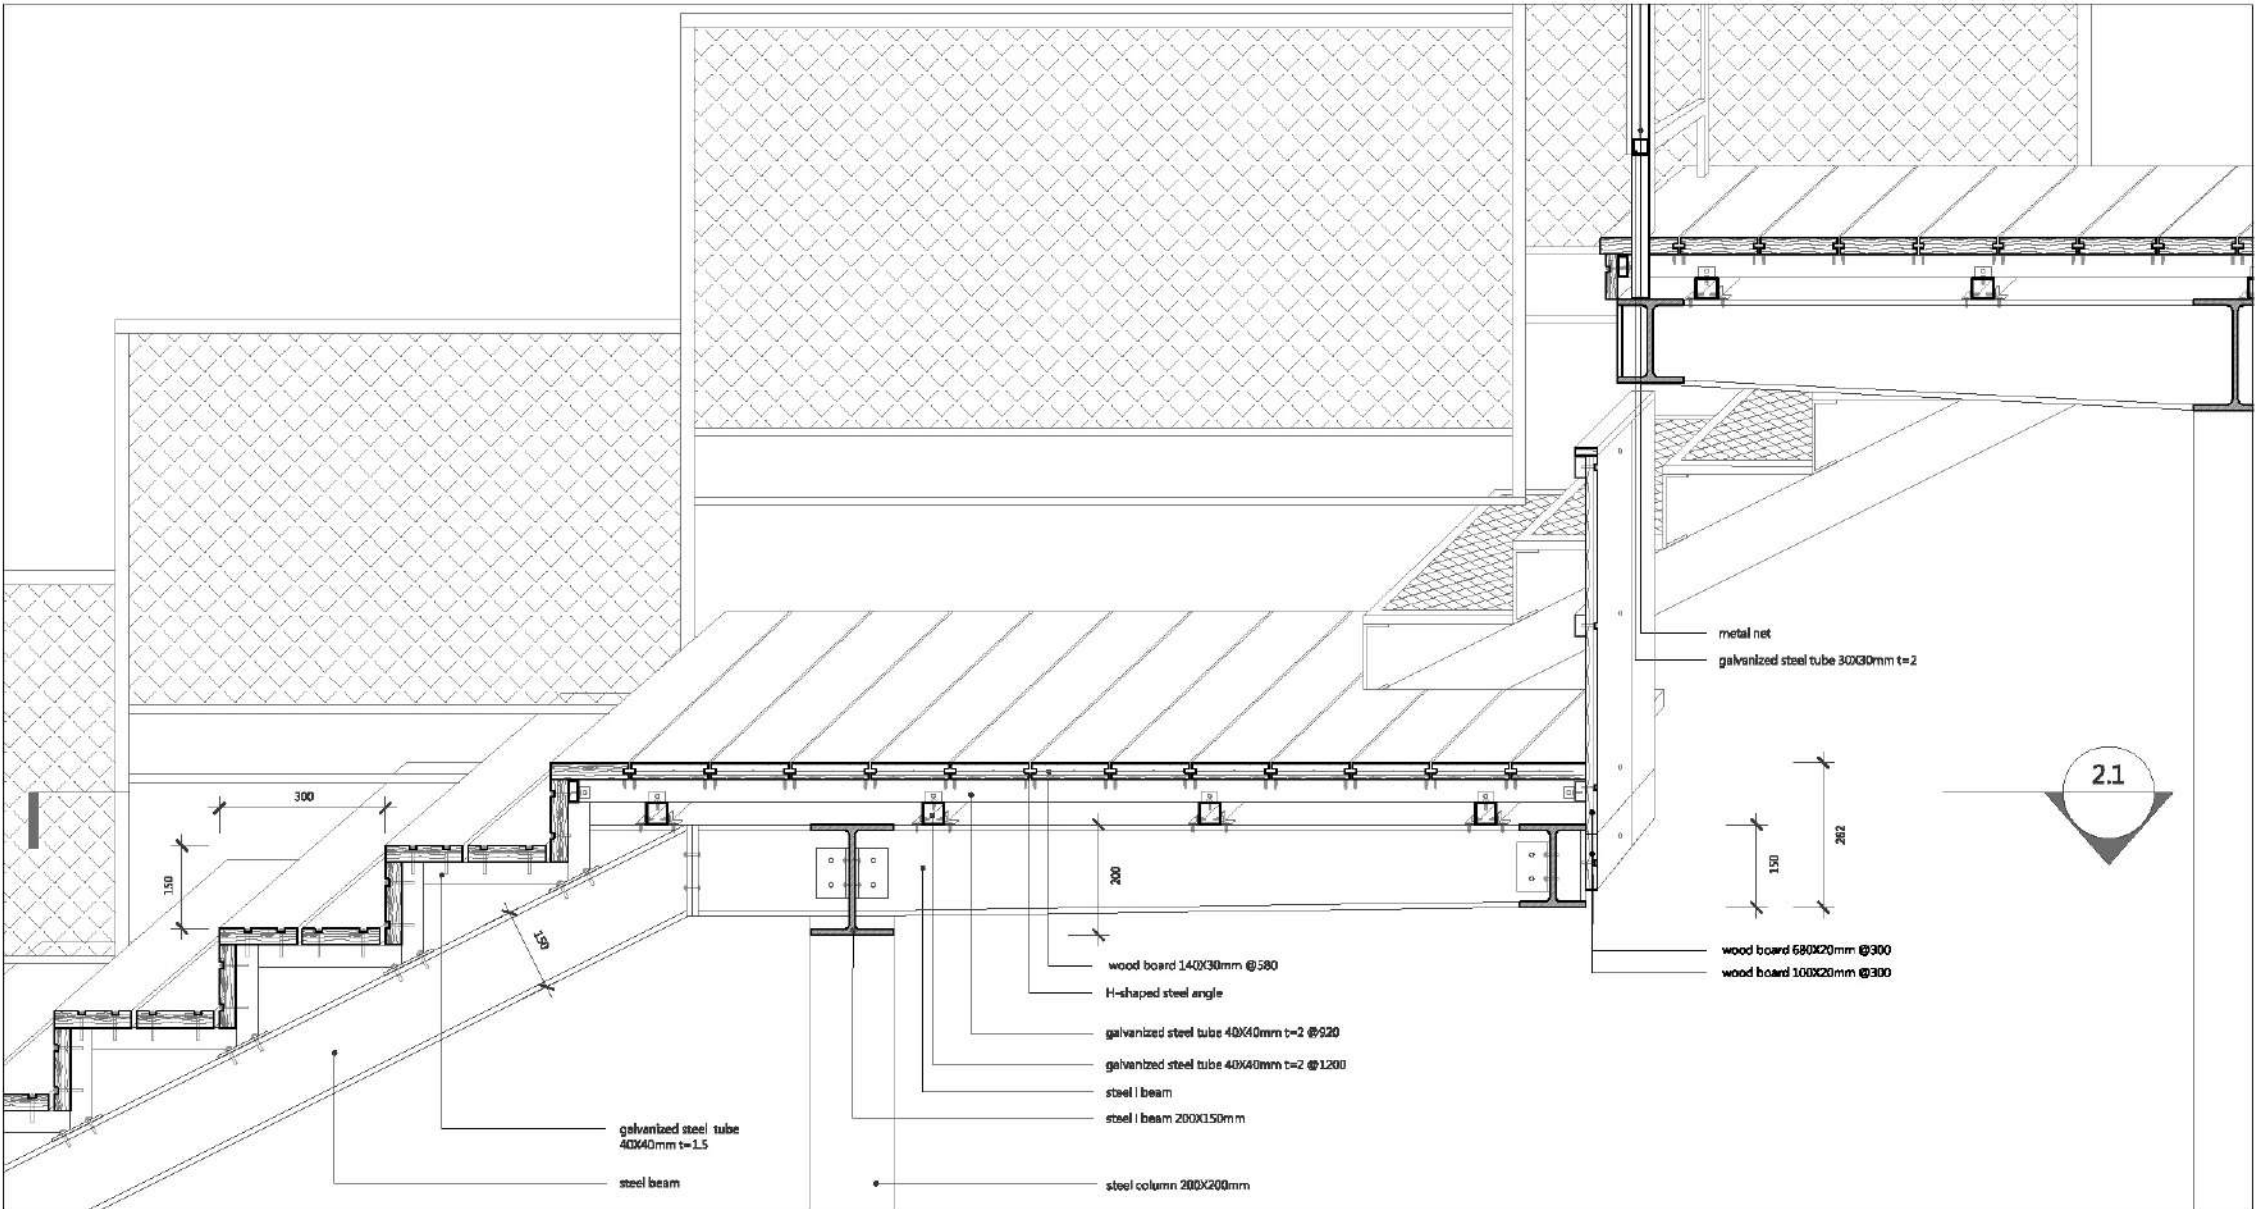 300
150
150
200
metal net
galvanized steel tube 30X30mm t=2
2.1
262
150
wood board 680X20mm @300
wood board 100X20mm @300
wood board 140X30mm @580
H-shaped steel angle
galvanized steel tube 40X40mm t=2 @920
galvanized steel tube 40X40mm t=2 @1200
steel I beam
steel I beam 200X150mm
steel column 200X200mm
galvanized steel tube
40X40mm t=1.5
steel beam